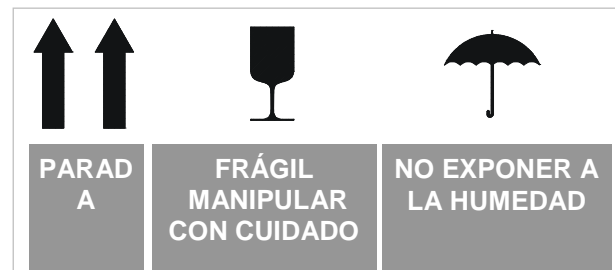 PARAD
A
FRÁGIL
MANIPULAR
CON CUIDADO
NO EXPONER A
LA HUMEDAD